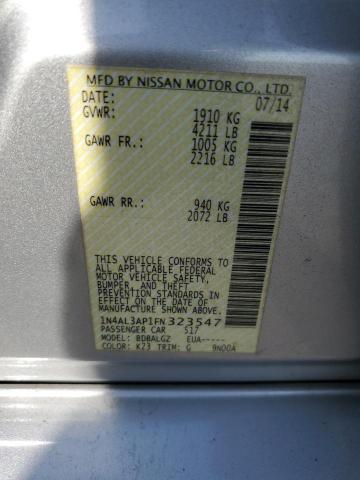 MFD BY NISSAN MOTOR CO., LTD.
DATE: 07/14
GVWR: 1910 KG
4211 LB
GAWR FR.: 1005 KG
2216 LB
GAWR RR.: 940 KG
2072 LB
THIS VEHICLE CONFORMS TO
ALL APPLICABLE FEDERAL
MOTOR VEHICLE SAFETY,
BUMPER, AND THEFT
PREVENTION STANDARDS
IN EFFECT ON THE DATE OF
MANUFACTURE SHOWN ABOVE.
1N4AL3AP1FN323547
PASSENGER CAR 517
MODEL: BDBALGZ EUA-----
COLOR: K23 TRIM: G 9N00A